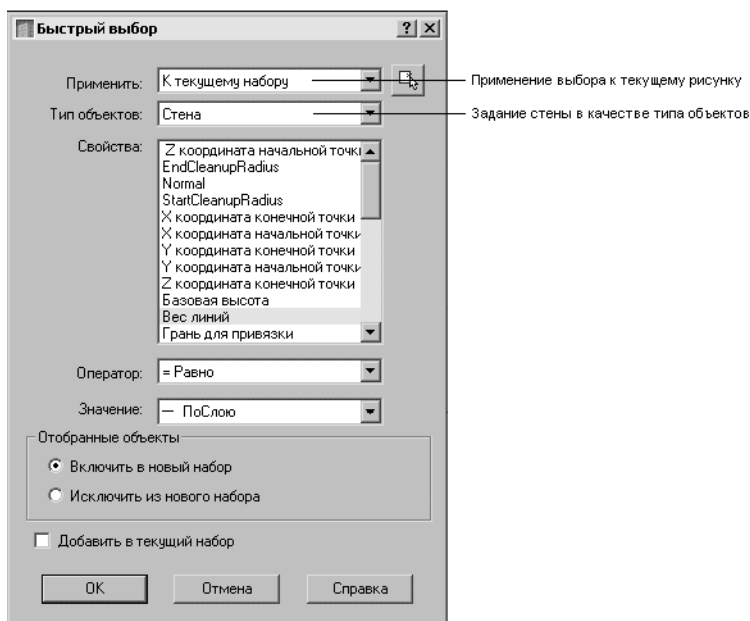 Быстрый выбор
Применить: К текущему набору
Применение выбора к текущему рисунку
Тип объектов: Стена
Задание стены в качестве типа объектов
Свойства:
Z координата начальной точки
EndCleanupRadius
Normal
StartCleanupRadius
X координата конечной точки
X координата начальной точки
Y координата конечной точки
Y координата начальной точки
Z координата конечной точки
Базовая высота
Вес линий
Грань для привязки
Оператор: = Равно
Значение: — ПоСлою
Отобранные объекты
Включить в новый набор
Исключить из нового набора
Добавить в текущий набор
OK Отмена Справка